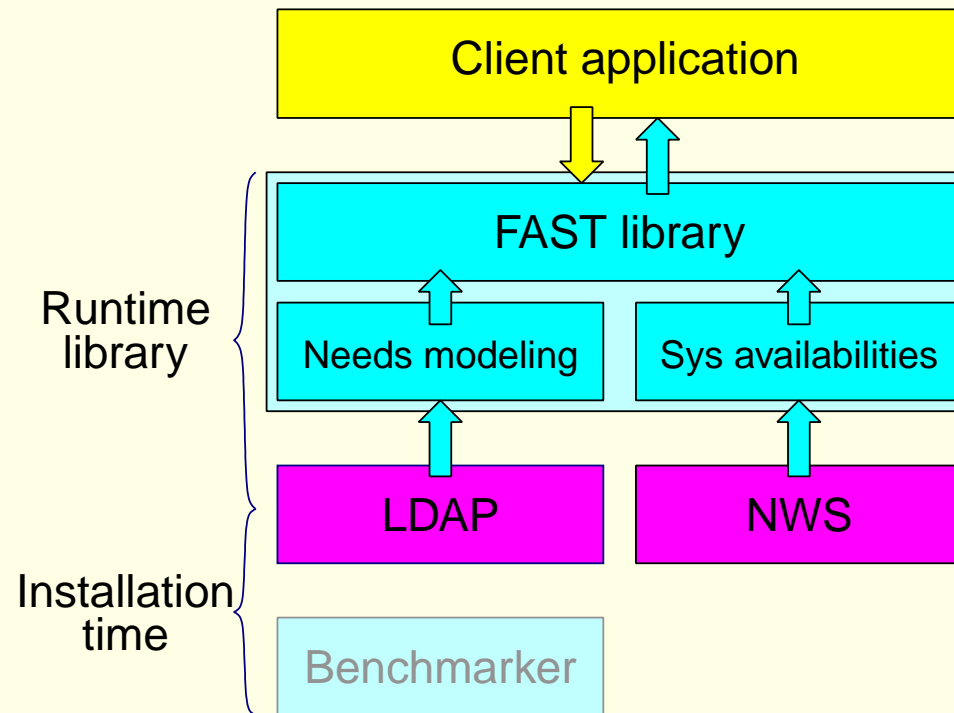 Client application
FAST library
Runtime
library
Needs modeling
Sys availabilities
LDAP
NWS
Installation
time
Benchmarker